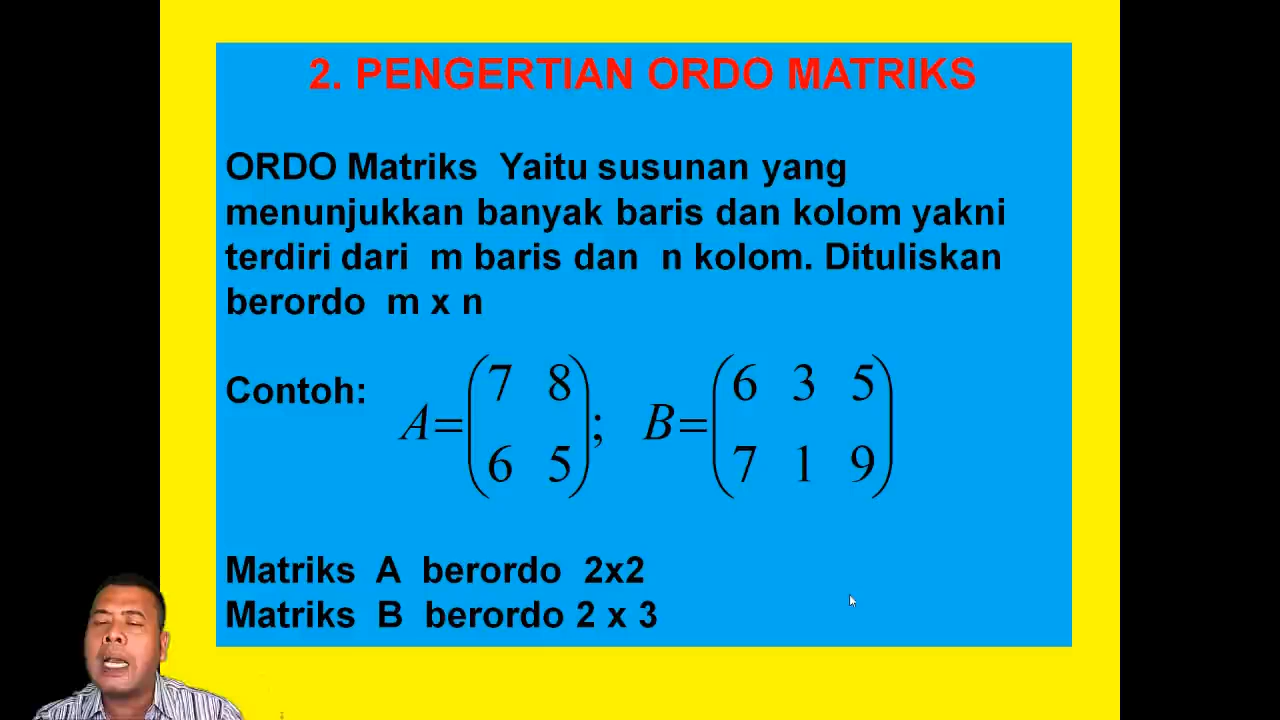 2. PENGERTIAN ORDO MATRIKS
ORDO Matriks Yaitu susunan yang
menunjukkan banyak baris dan kolom yakni
terdiri dari m baris dan n kolom. Dituliskan
berordo m x n
Contoh:
A=(7 8
6 5); B=(6 3 5
7 1 9)
Matriks A berordo 2x2
Matriks B berordo 2 x 3